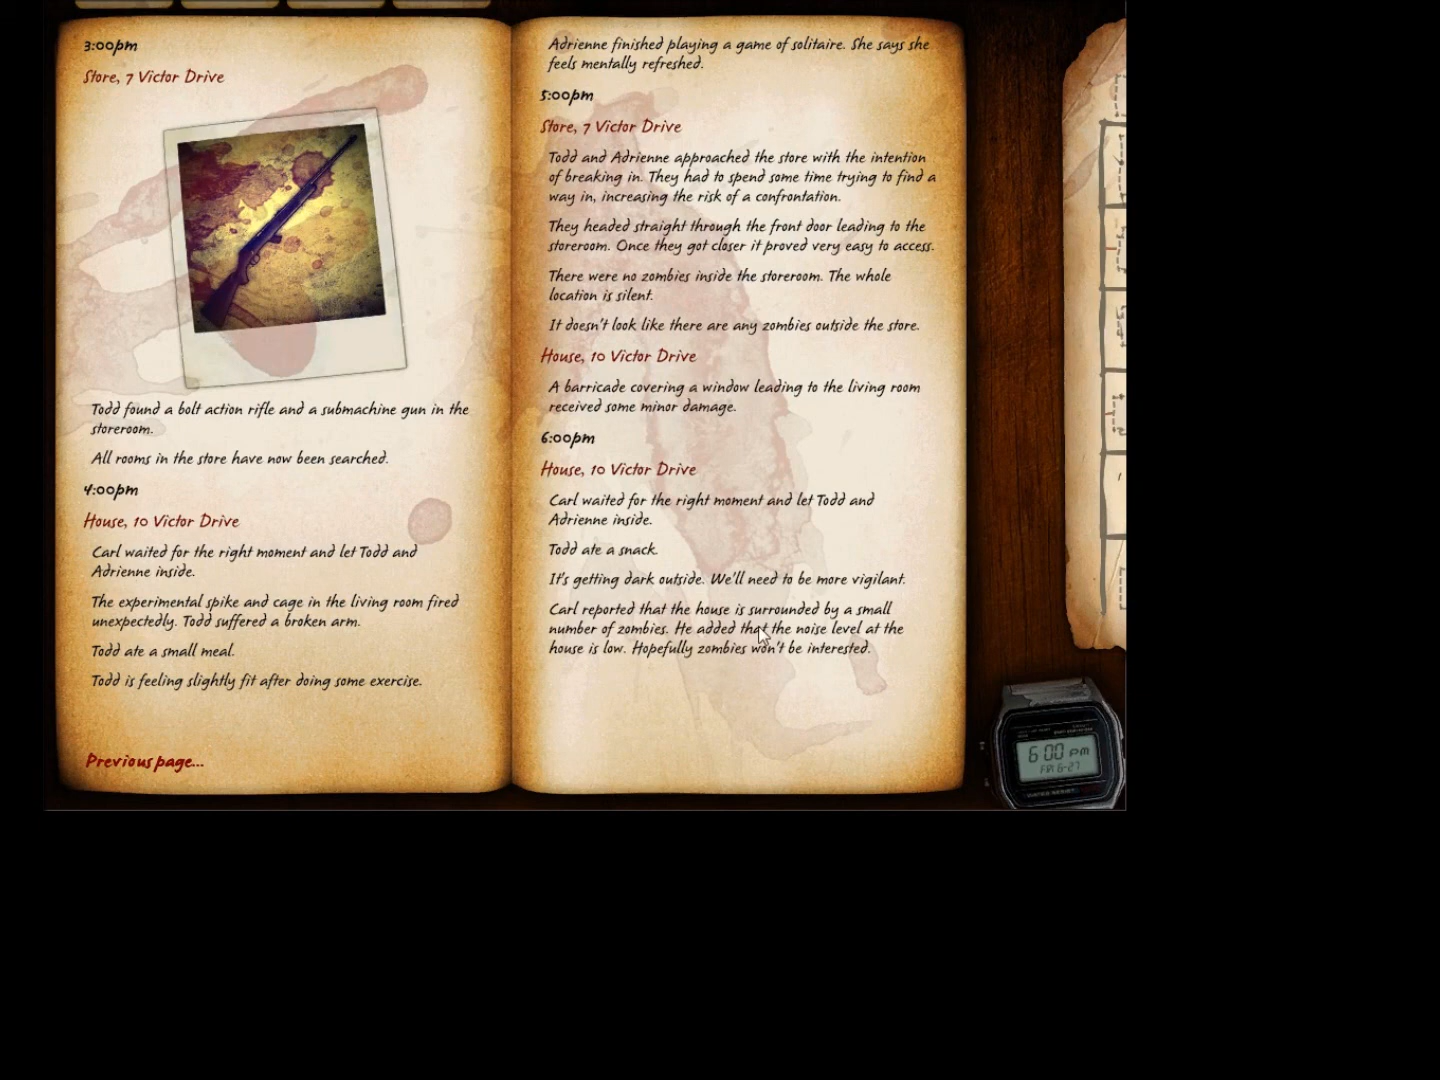 3:00pm
Store, 7 Victor Drive
Todd found a bolt action rifle and a submachine gun in the
storeroom.
All rooms in the store have now been searched.
4:00pm
House, 10 Victor Drive
Carl waited for the right moment and let Todd and
Adrienne inside.
The experimental spike and cage in the living room fired
unexpectedly. Todd suffered a broken arm.
Todd ate a small meal.
Todd is feeling slightly fit after doing some exercise.
Previous page...
Adrienne finished playing a game of solitaire. She says she
feels mentally refreshed.
5:00pm
Store, 7 Victor Drive
Todd and Adrienne approached the store with the intention
of breaking in. They had to spend some time trying to find a
way in, increasing the risk of a confrontation.
They headed straight through the front door leading to the
storeroom. Once they got closer it proved very easy to access.
There were no zombies inside the storeroom. The whole
location is silent.
It doesn't look like there are any zombies outside the store.
House, 10 Victor Drive
A barricade covering a window leading to the living room
received some minor damage.
6:00pm
House, 10 Victor Drive
Carl waited for the right moment and let Todd and
Adrienne inside.
Todd ate a snack.
It's getting dark outside. We'll need to be more vigilant.
Carl reported that the house is surrounded by a small
number of zombies. He added that the noise level at the
house is low. Hopefully zombies won't be interested.
6:00 pm
FRI 6-27
WATER RESIST